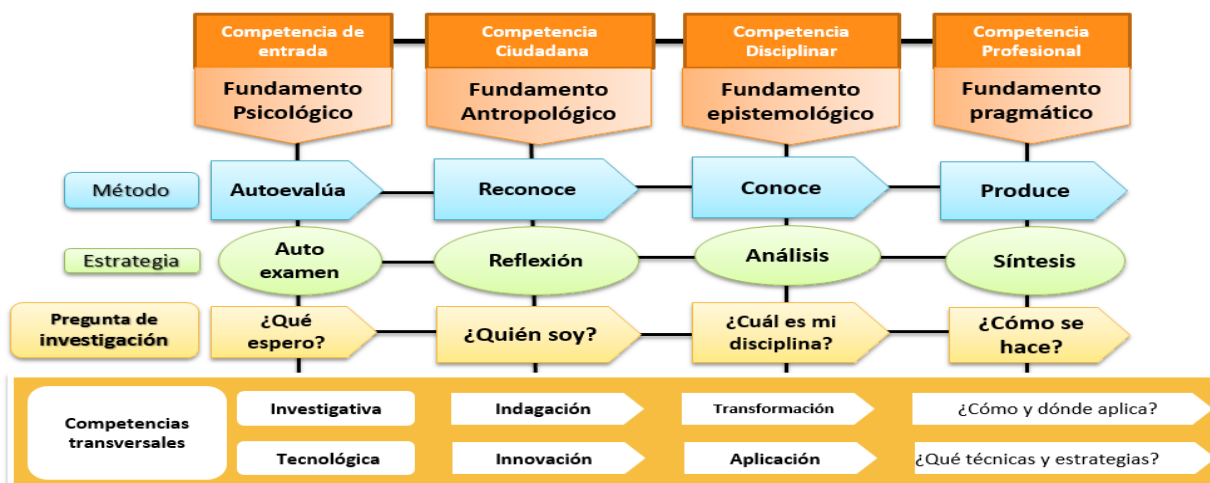 Competencia de
entrada
Competencia
Ciudadana
Competencia
Disciplinar
Competencia
Profesional
Fundamento
Psicológico
Fundamento
Antropológico
Fundamento
epistemológico
Fundamento
pragmático
Método
Autoevalúa
Reconoce
Conoce
Produce
Estrategia
Auto
examen
Reflexión
Análisis
Síntesis
Pregunta de
investigación
¿Qué
espero?
¿Quién soy?
¿Cuál es mi
disciplina?
¿Cómo se
hace?
Competencias
transversales
Investigativa
Indagación
Transformación
¿Cómo y dónde aplica?
Tecnológica
Innovación
Aplicación
¿Qué técnicas y estrategias?